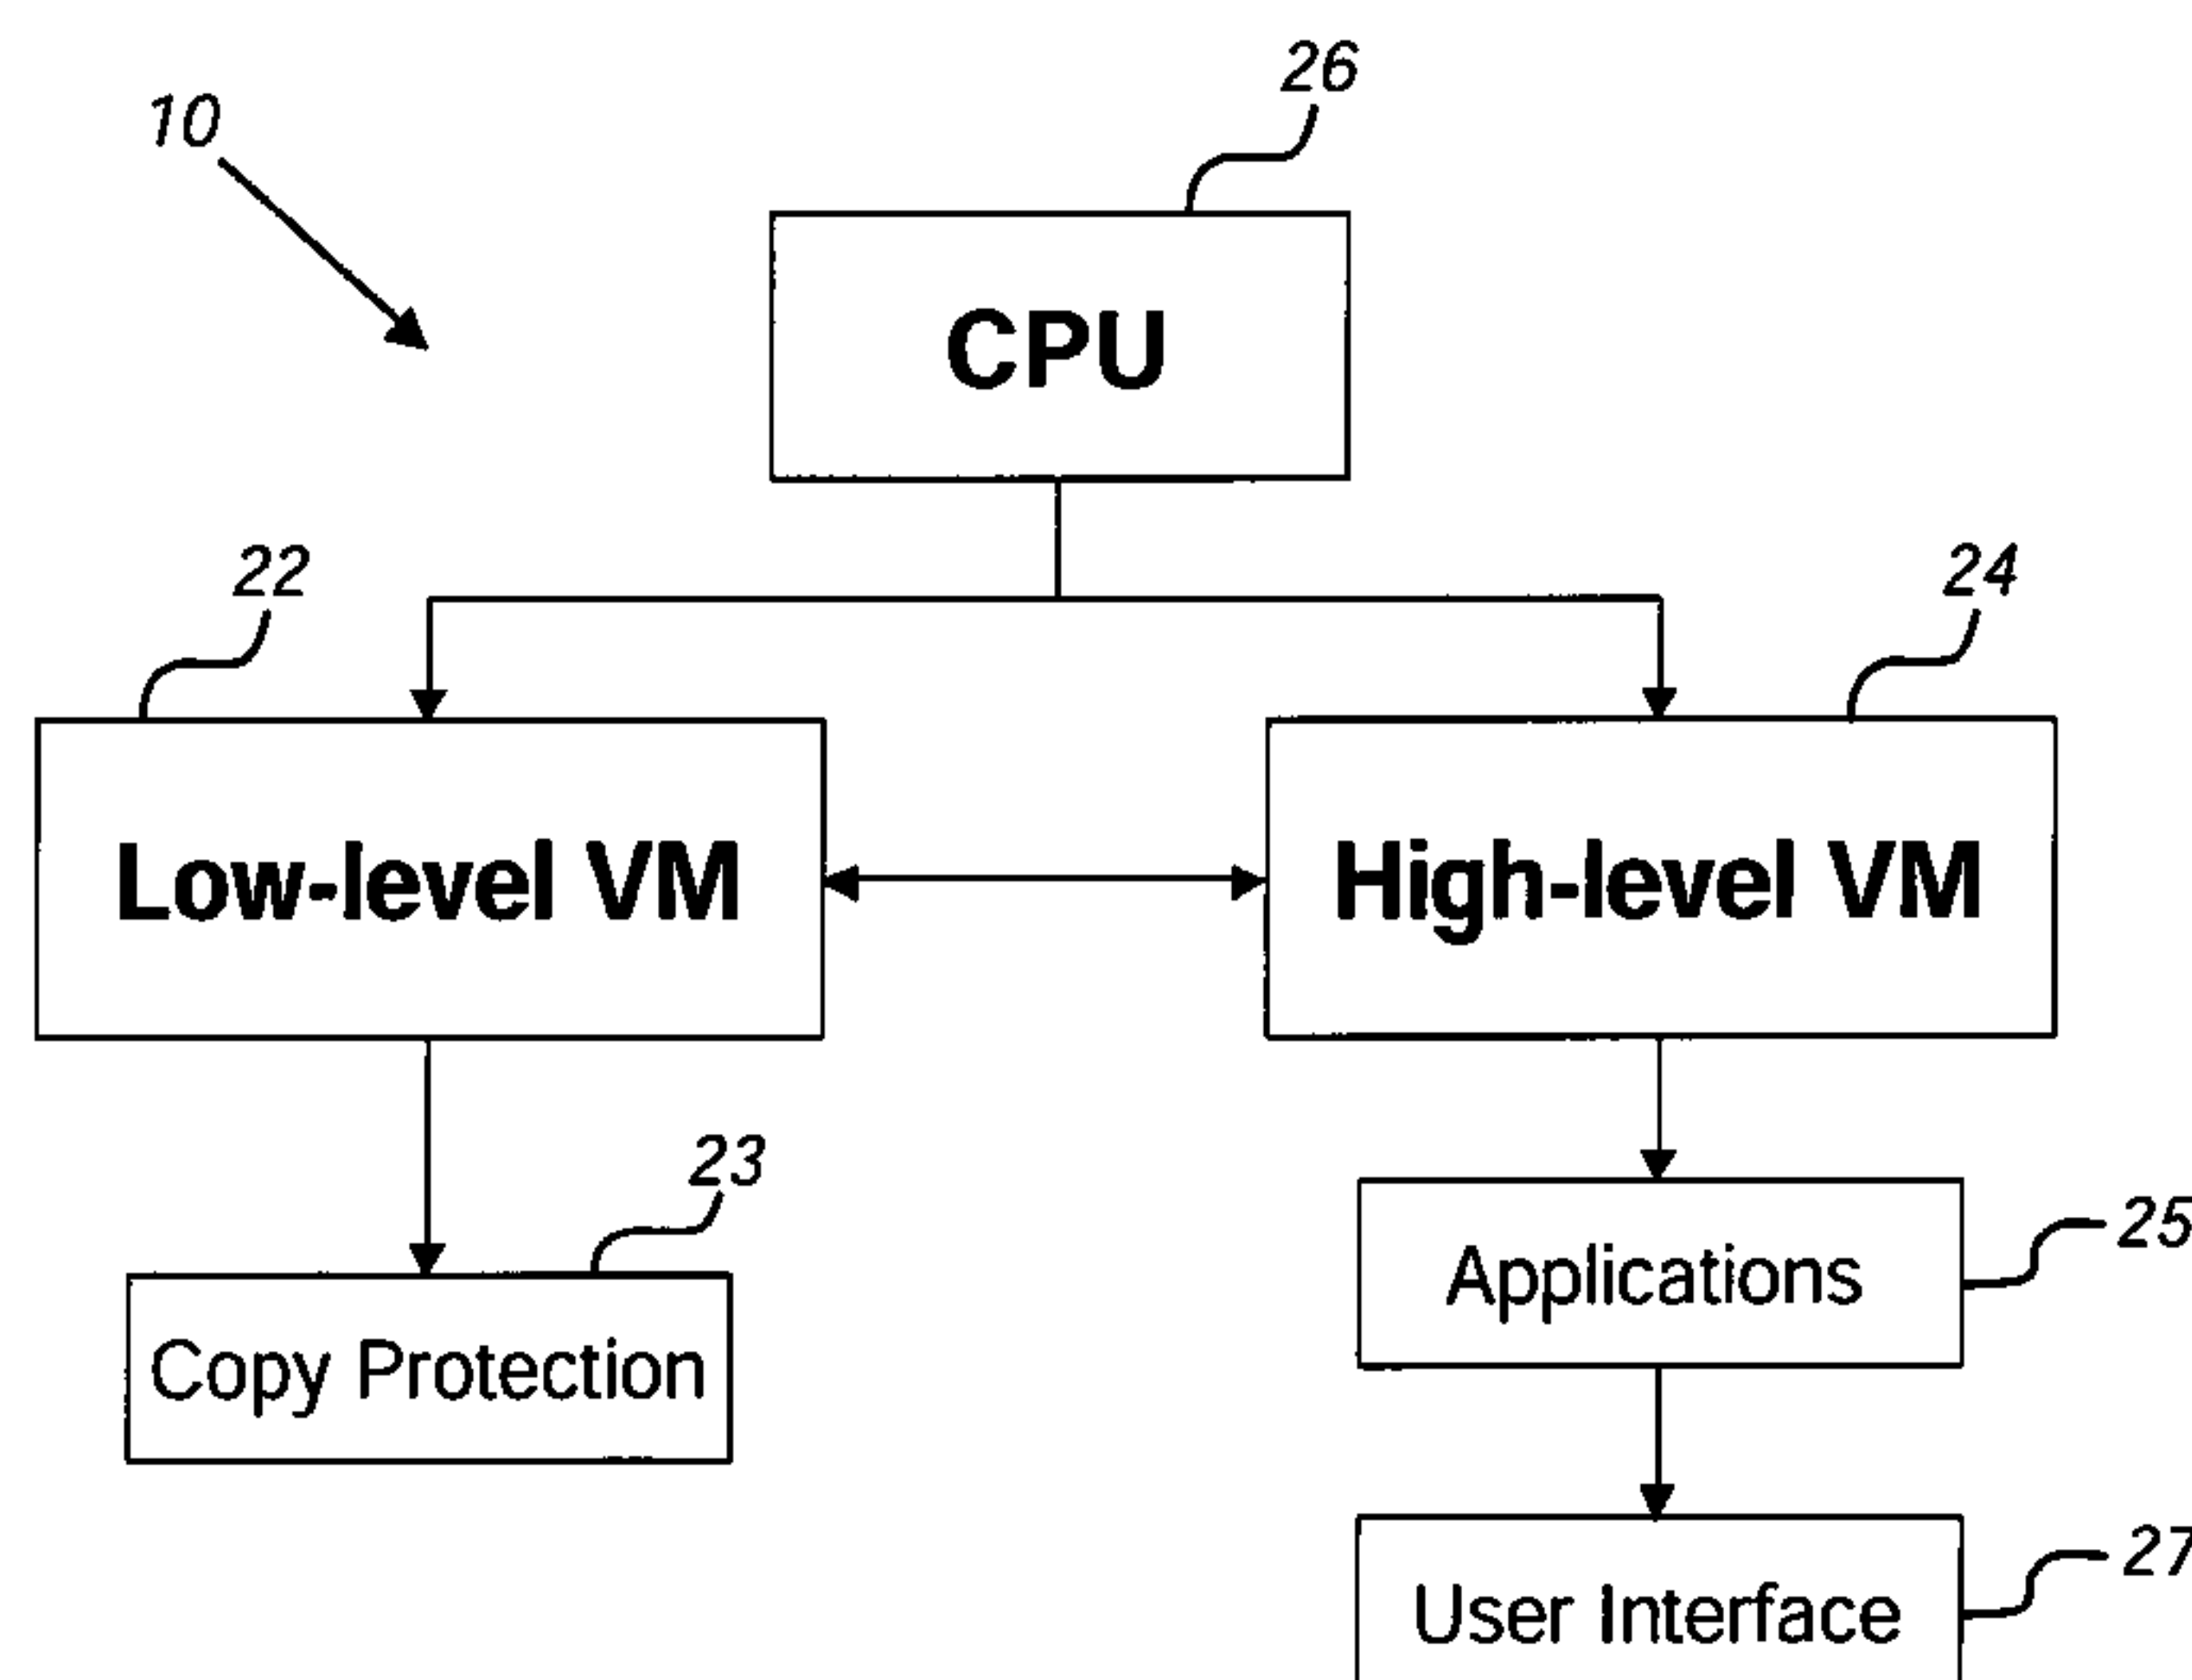 26
10
CPU
22
24
Low-level VM
High-level VM
23
25
Applications
Copy Protection
27
User Interface